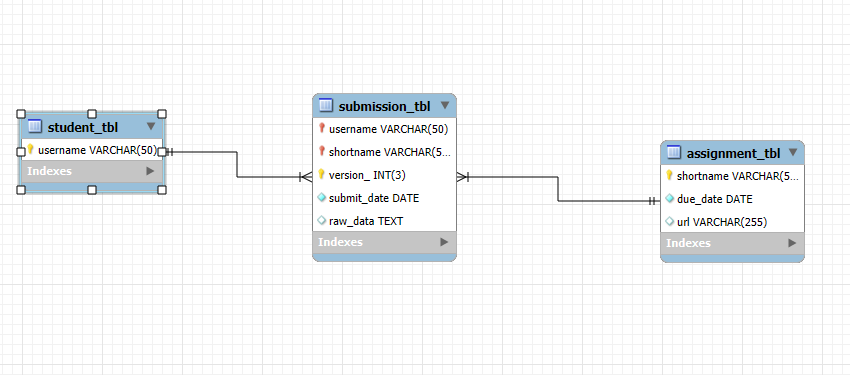 student_tbl
username VARCHAR(50)
Indexes
submission_tbl
username VARCHAR(50)
shortname VARCHAR(5...
version_ INT(3)
submit_date DATE
raw_data TEXT
Indexes
assignment_tbl
shortname VARCHAR(5...
due_date DATE
url VARCHAR(255)
Indexes